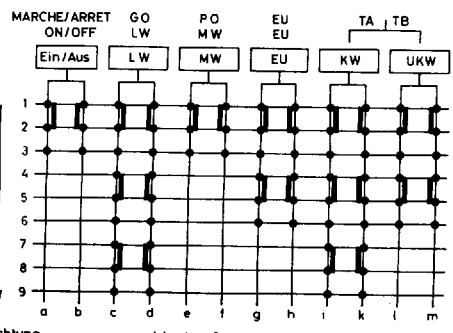 MARCHE/ARRET GO PO EU TA TB
ON/OFF LW MW EU
Ein/Aus LW MW EU KW UKW
1
2
3
4
5
6
7
8
9
a b c d e f g h i k l m